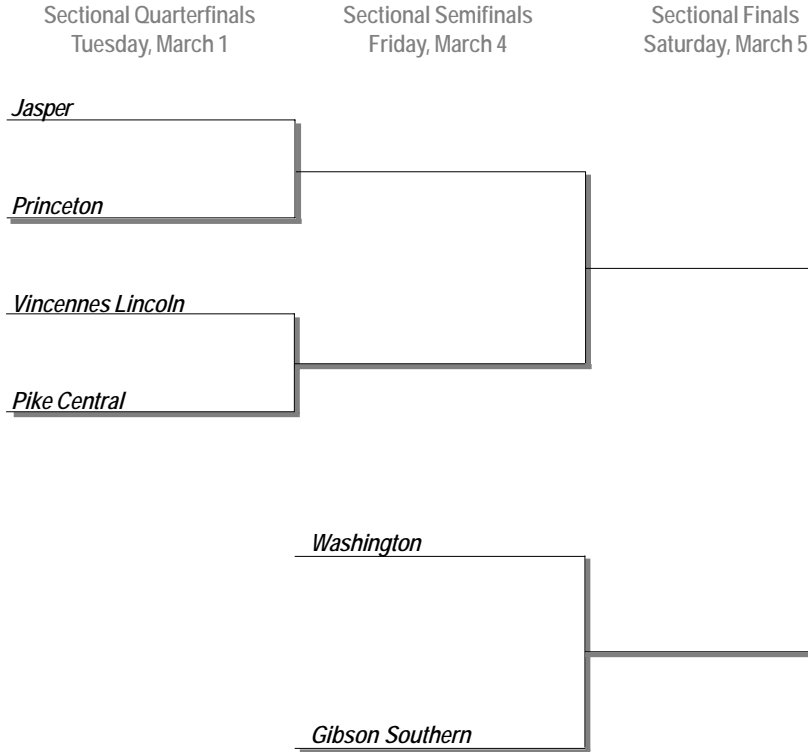 Sectional Quarterfinals
Tuesday, March 1
Sectional Semifinals
Friday, March 4
Sectional Finals
Saturday, March 5
Jasper
Princeton
Vincennes Lincoln
Pike Central
Washington
Gibson Southern